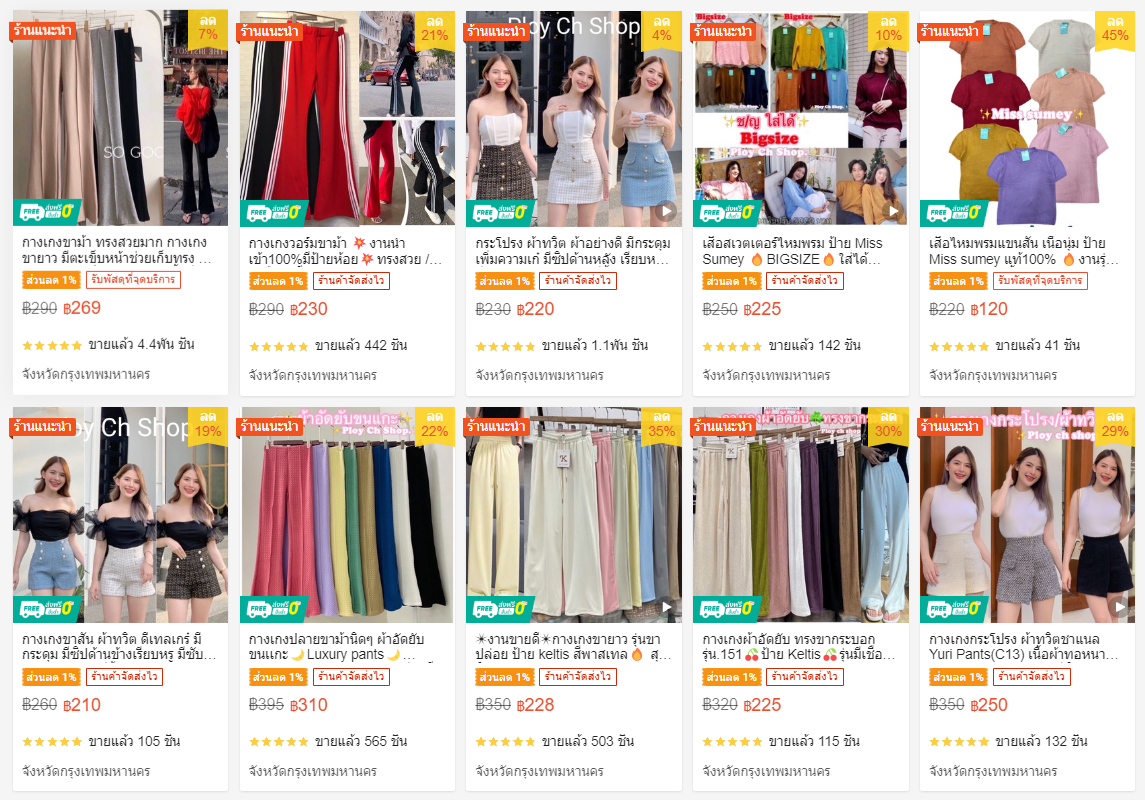 ร้านแนะนำ
ลด
7%
SO GOO
FREE ส่งฟรี
กางเกงขาม้า ทรงสวยมาก กางเกง
ขายาว มีตะเข็บหน้าช่วยเก็บทรง ...
ส่วนลด 1% รับพัสดุที่จุดบริการ
฿290 ฿269
ขายแล้ว 4.4พัน ชิ้น
จังหวัดกรุงเทพมหานคร
ร้านแนะนำ
ลด
21%
FREE ส่งฟรี
กางเกงวอร์มขาม้า 💥 งานนำ
เข้า100%มีป้ายห้อย💥 ทรงสวย /...
ส่วนลด 1% ร้านค้าจัดส่งไว
฿290 ฿230
ขายแล้ว 442 ชิ้น
จังหวัดกรุงเทพมหานคร
Ploy Ch Shop
ร้านแนะนำ
ลด
4%
FREE ส่งฟรี
กระโปรง ผ้าทวิต ผ้าอย่างดี มีกระดุม
เพิ่มความเก๋ มีซิปด้านหลัง เรียบห...
ส่วนลด 1% ร้านค้าจัดส่งไว
฿230 ฿220
ขายแล้ว 1.1พัน ชิ้น
จังหวัดกรุงเทพมหานคร
Bigsize
Bigsize
ร้านแนะนำ
ลด
10%
Ploy Ch Shop.
Ploy Ch Shop.
✨ช/ญ ใส่ได้✨
Bigsize
Ploy Ch Shop.
FREE ส่งฟรี
เสื้อสเวตเตอร์ไหมพรม ป้าย Miss
Sumey 🔥BIGSIZE🔥 ใส่ได้...
ส่วนลด 1% ร้านค้าจัดส่งไว
฿250 ฿225
ขายแล้ว 142 ชิ้น
จังหวัดกรุงเทพมหานคร
ร้านแนะนำ
ลด
45%
✨Miss sumey✨
FREE ส่งฟรี
เสื้อไหมพรมแขนสั้น เนื้อนุ่ม ป้าย
Miss sumey แท้100% 🔥งานรุ่...
ส่วนลด 1% รับพัสดุที่จุดบริการ
฿220 ฿120
ขายแล้ว 41 ชิ้น
จังหวัดกรุงเทพมหานคร
ร้านแนะนำ
Ploy Ch Shop
ลด
19%
FREE ส่งฟรี
กางเกงขาสั้น ผ้าทวิต ดีเทลเกร๋ มี
กระดุม มีซิปด้านข้างเรียบหรู มีซับ...
ส่วนลด 1% ร้านค้าจัดส่งไว
฿260 ฿210
ขายแล้ว 105 ชิ้น
จังหวัดกรุงเทพมหานคร
ผ้าอัดยับขนแกะ✨
Ploy Ch Shop.
ร้านแนะนำ
ลด
22%
FREE ส่งฟรี
กางเกงปลายขาม้านิดๆ ผ้าอัดยับ
ขนแกะ🌙Luxury pants🌙...
ส่วนลด 1% ร้านค้าจัดส่งไว
฿395 ฿310
ขายแล้ว 565 ชิ้น
จังหวัดกรุงเทพมหานคร
ร้านแนะนำ
ลด
35%
FREE ส่งฟรี
☀งานขายดี☀กางเกงขายาว รุ่นขา
ปล่อย ป้าย keltis สีพาสเทล🔥 สุ...
ส่วนลด 1% ร้านค้าจัดส่งไว
฿350 ฿228
ขายแล้ว 503 ชิ้น
จังหวัดกรุงเทพมหานคร
กางเกงผ้าอัดยับ🍀ทรงขาก
Ploy ch shop.
ร้านแนะนำ
ลด
30%
FREE ส่งฟรี
กางเกงผ้าอัดยับ ทรงขากระบอก
รุ่น.151🍒ป้าย Keltis🍒รุ่นมีเชือ...
ส่วนลด 1% ร้านค้าจัดส่งไว
฿320 ฿225
ขายแล้ว 115 ชิ้น
จังหวัดกรุงเทพมหานคร
กางเกงกระโปรง/ผ้าทวิ
Ploy ch shop
ร้านแนะนำ
ลด
29%
FREE ส่งฟรี
กางเกงกระโปรง ผ้าทวิตชาแนล
Yuri Pants(C13) เนื้อผ้าทอหนา...
ส่วนลด 1% ร้านค้าจัดส่งไว
฿350 ฿250
ขายแล้ว 132 ชิ้น
จังหวัดกรุงเทพมหานคร